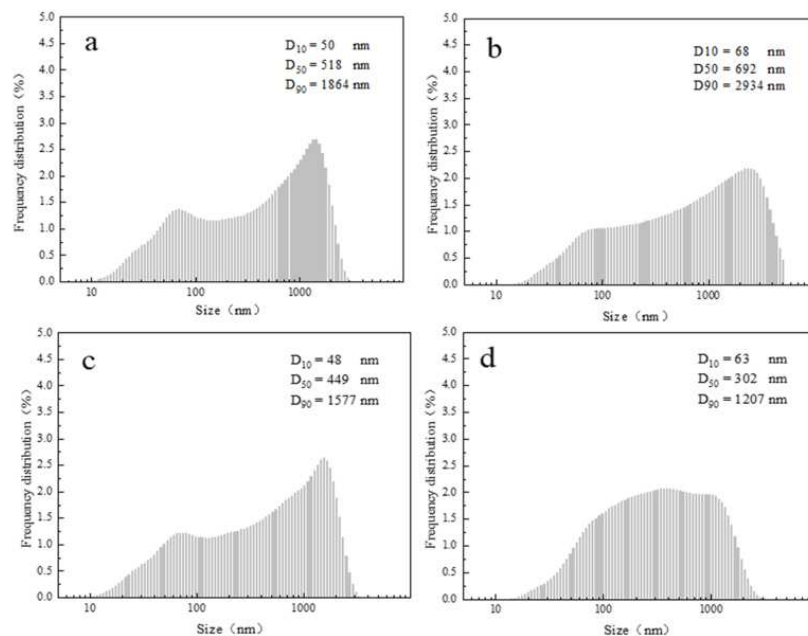 a
D₁₀ = 50 nm
D₅₀ = 518 nm
D₉₀ = 1864 nm
5.0
4.5
4.0
3.5
3.0
2.5
2.0
1.5
1.0
0.5
0.0
Frequency distribution (%)
10 100 1000
Size (nm)
b
D10 = 68 nm
D50 = 692 nm
D90 = 2934 nm
5.0
4.5
4.0
3.5
3.0
2.5
2.0
1.5
1.0
0.5
0.0
Frequency distribution (%)
10 100 1000
Size (nm)
c
D₁₀ = 48 nm
D₅₀ = 449 nm
D₉₀ = 1577 nm
5.0
4.5
4.0
3.5
3.0
2.5
2.0
1.5
1.0
0.5
0.0
Frequency distribution (%)
10 100 1000
Size (nm)
d
D₁₀ = 63 nm
D₅₀ = 302 nm
D₉₀ = 1207 nm
5.0
4.5
4.0
3.5
3.0
2.5
2.0
1.5
1.0
0.5
0.0
Frequency distribution (%)
10 100 1000
Size (nm)